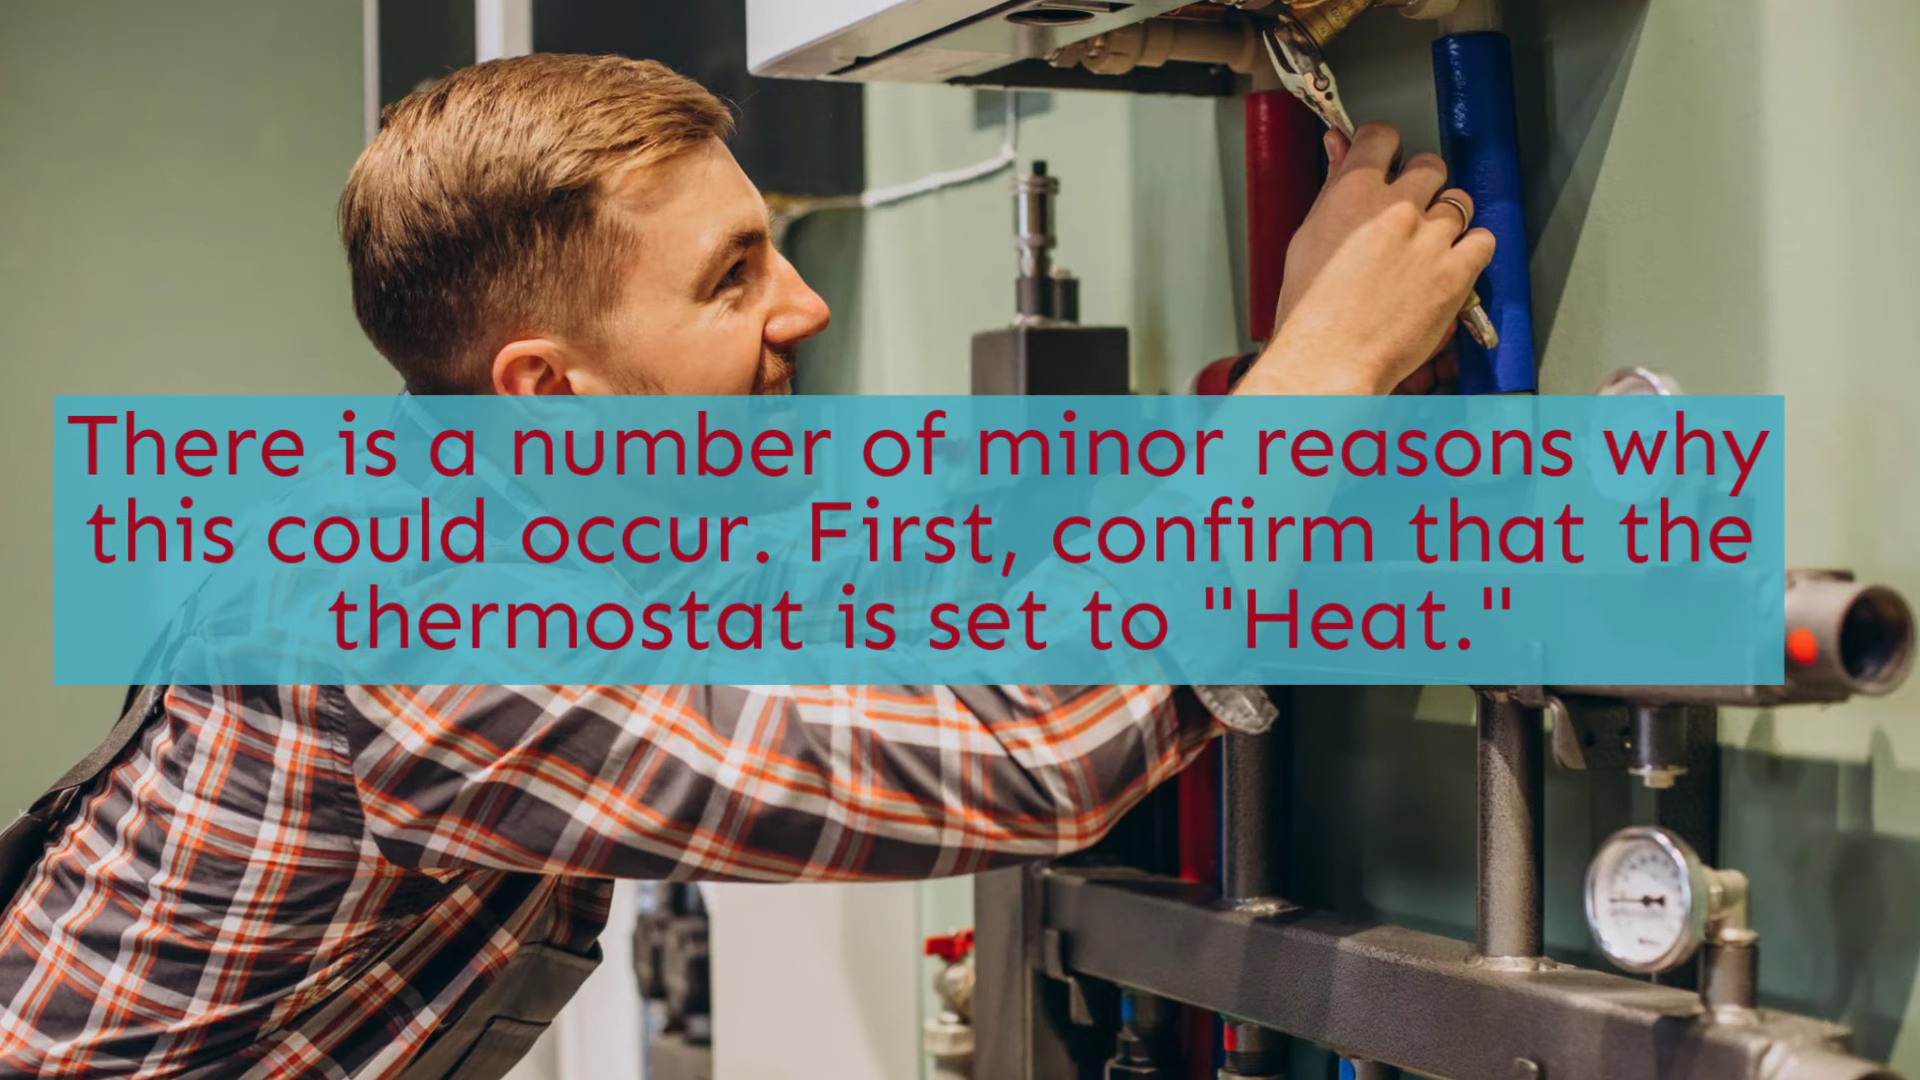 There is a number of minor reasons why
this could occur. First, confirm that the
thermostat is set to "Heat."